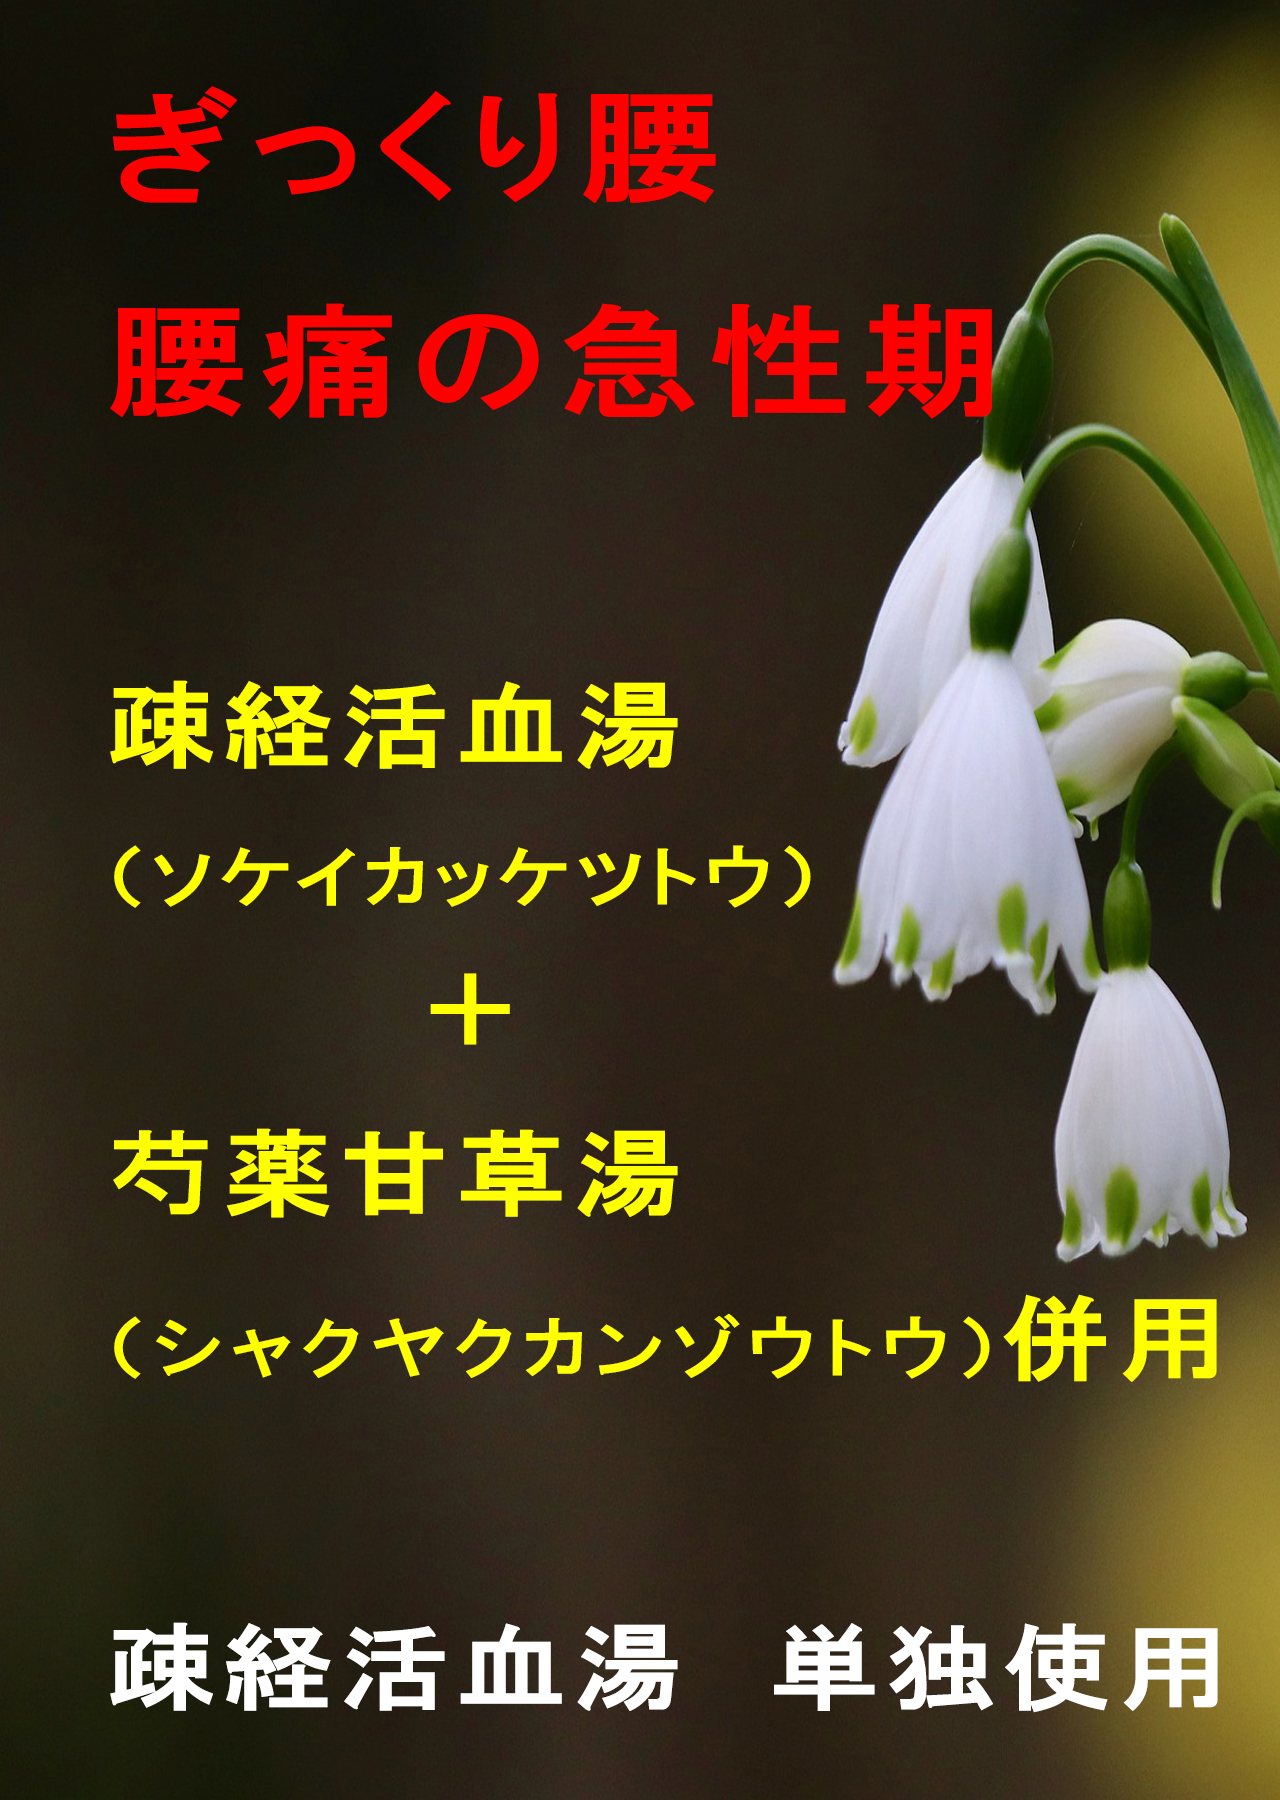 ぎっくり腰
腰痛の急性期
疎経活血湯
（ソケイカッケツトウ）
＋
芍薬甘草湯
（シャクヤクカンゾウトウ）併用
疎経活血湯　単独使用